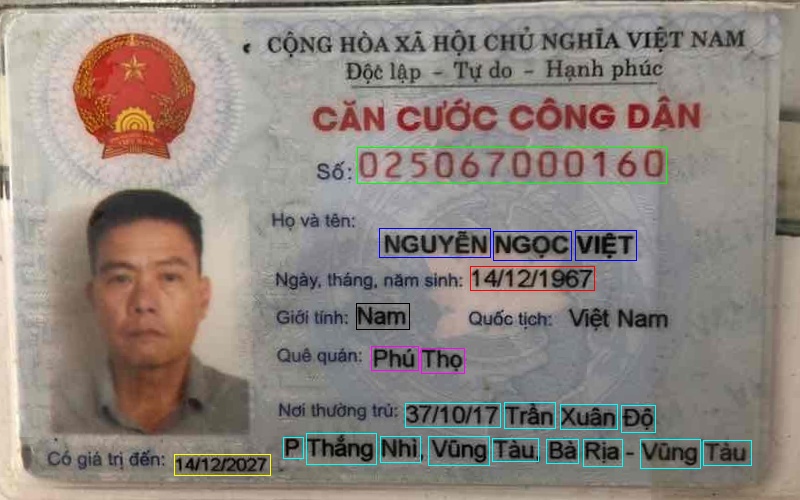 CỘNG HÒA XÃ HỘI CHỦ NGHĨA VIỆT NAM
Độc lập - Tự do - Hạnh phúc
CĂN CƯỚC CÔNG DÂN
Số: 025067000160
Họ và tên:
NGUYỄN NGỌC VIỆT
Ngày, tháng, năm sinh: 14/12/1967
Giới tính: Nam Quốc tịch: Việt Nam
Quê quán: Phú Thọ
Nơi thường trú: 37/10/17 Trần Xuân Độ
P Thắng Nhì, Vũng Tàu, Bà Rịa - Vũng Tàu
Có giá trị đến: 14/12/2027